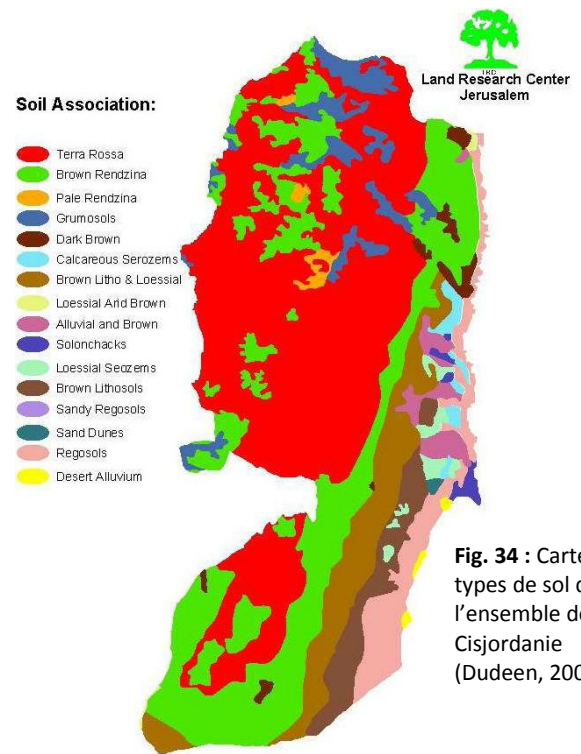 LRC
Land Research Center
Jerusalem
Soil Association:
Terra Rossa
Brown Rendzina
Pale Rendzina
Grumosols
Dark Brown
Calcareous Serozems
Brown Litho & Loessial
Loessial Arid Brown
Alluvial and Brown
Solonchacks
Loessial Seozems
Brown Lithosols
Sandy Regosols
Sand Dunes
Regosols
Desert Alluvium
Fig. 34 : Carte
types de sol
l’ensemble de
Cisjordanie
(Dudeen,